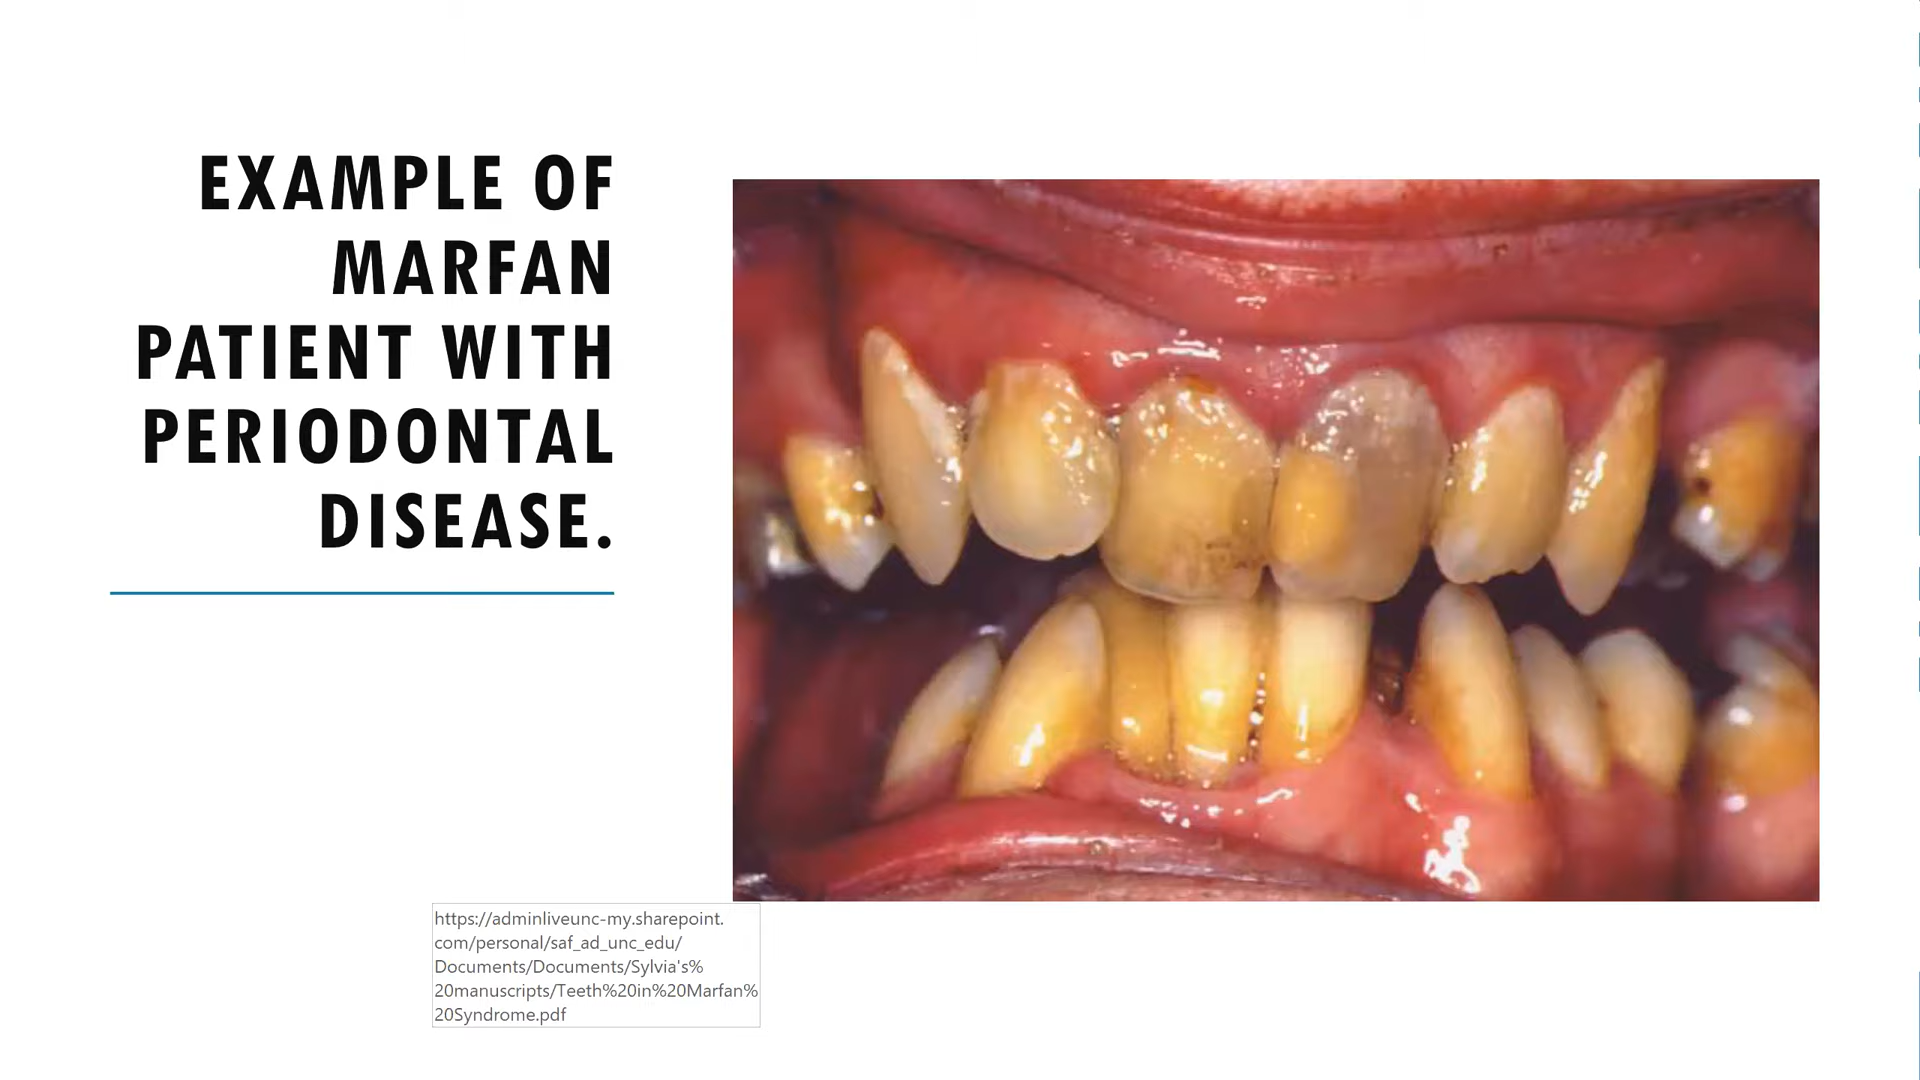 EXAMPLE OF
MARFAN
PATIENT WITH
PERIODONTAL
DISEASE.
https://adminliveunc-my.sharepoint.
com/personal/saf_ad_unc_edu/
Documents/Documents/Sylvia's%
20manuscripts/Teeth%20in%20Marfan%
20Syndrome.pdf